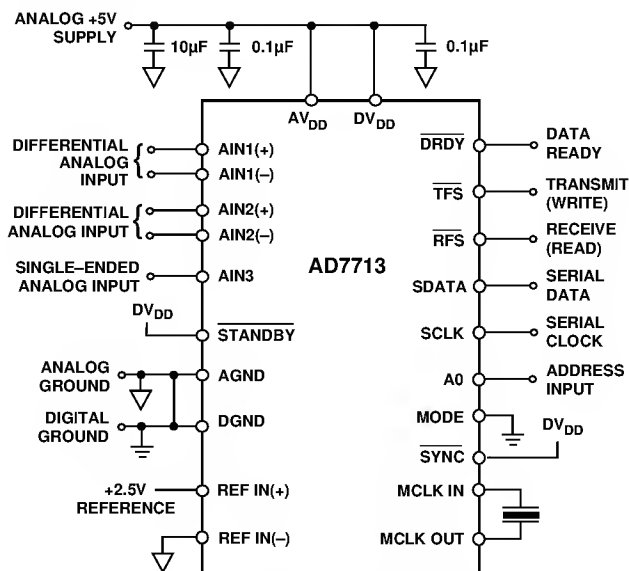 ANALOG +5V
SUPPLY
10μF
0.1μF
0.1μF
AVDD
DVDD
DIFFERENTIAL
ANALOG
INPUT
AIN1(+)
AIN1(–)
DIFFERENTIAL
ANALOG INPUT
AIN2(+)
AIN2(–)
SINGLE–ENDED
ANALOG INPUT
AIN3
DVDD
STANDBY
ANALOG
GROUND
AGND
DIGITAL
GROUND
DGND
+2.5V
REFERENCE
REF IN(+)
REF IN(–)
AD7713
DRDY
DATA
READY
TFS
TRANSMIT
(WRITE)
RFS
RECEIVE
(READ)
SDATA
SERIAL
DATA
SCLK
SERIAL
CLOCK
A0
ADDRESS
INPUT
MODE
DVDD
SYNC
MCLK IN
MCLK OUT